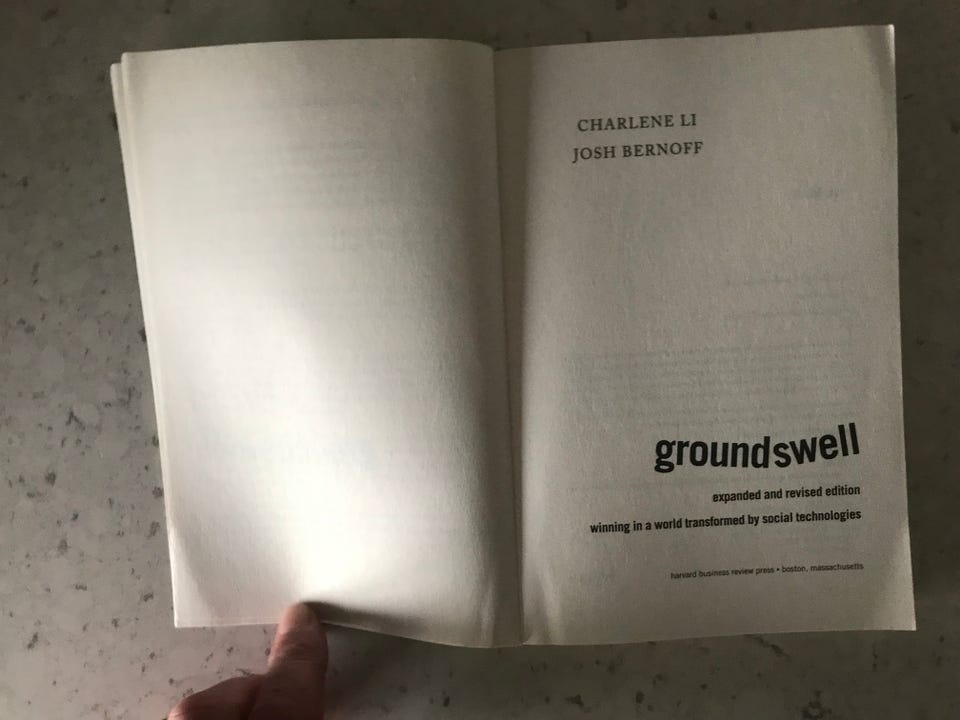 CHARLENE LI
JOSH BERNOFF
groundswell
expanded and revised edition
winning in a world transformed by social technologies
harvard business review press • boston, massachusetts